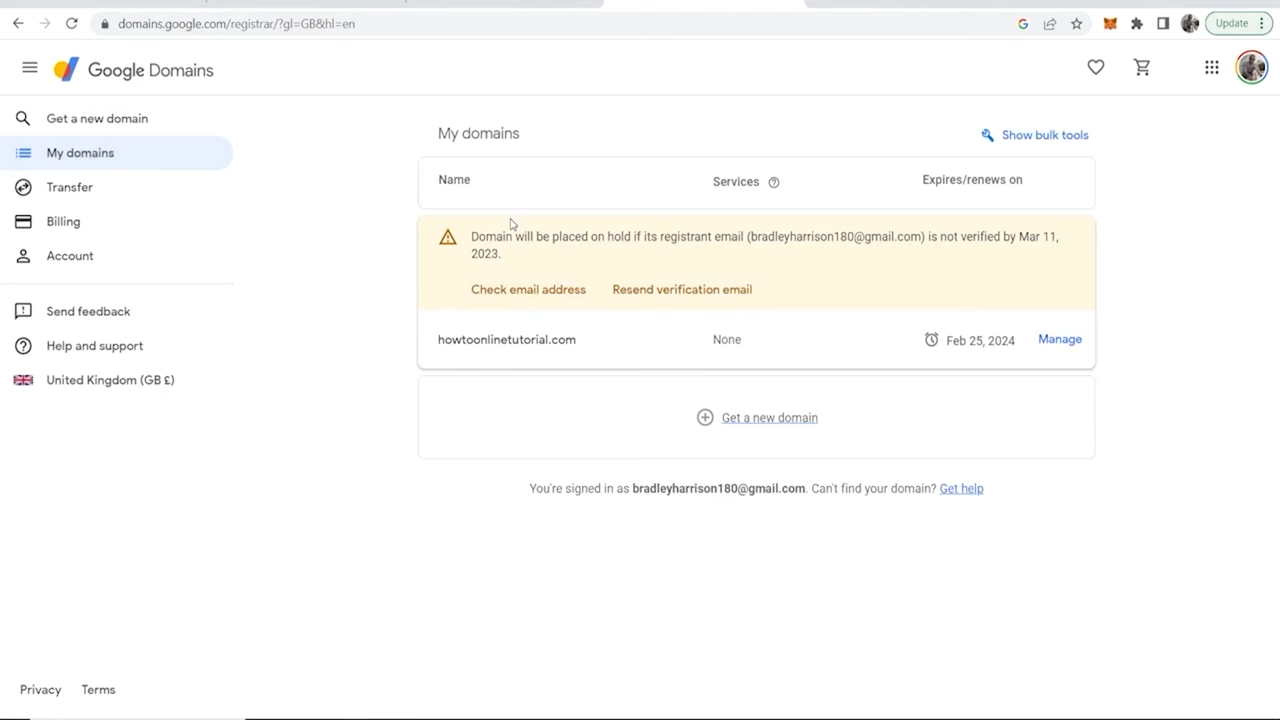 domains.google.com/registrar/?gl=GB&hl=en
Update
Google Domains
Get a new domain
My domains
Transfer
Billing
Account
Send feedback
Help and support
United Kingdom (GB £)
My domains
Show bulk tools
Name
Services
Expires/renews on
Domain will be placed on hold if its registrant email (bradleyharrison180@gmail.com) is not verified by Mar 11,
2023.
Check email address
Resend verification email
howtoonlinetutorial.com
None
Feb 25, 2024
Manage
Get a new domain
You're signed in as bradleyharrison180@gmail.com. Can't find your domain? Get help
Privacy
Terms